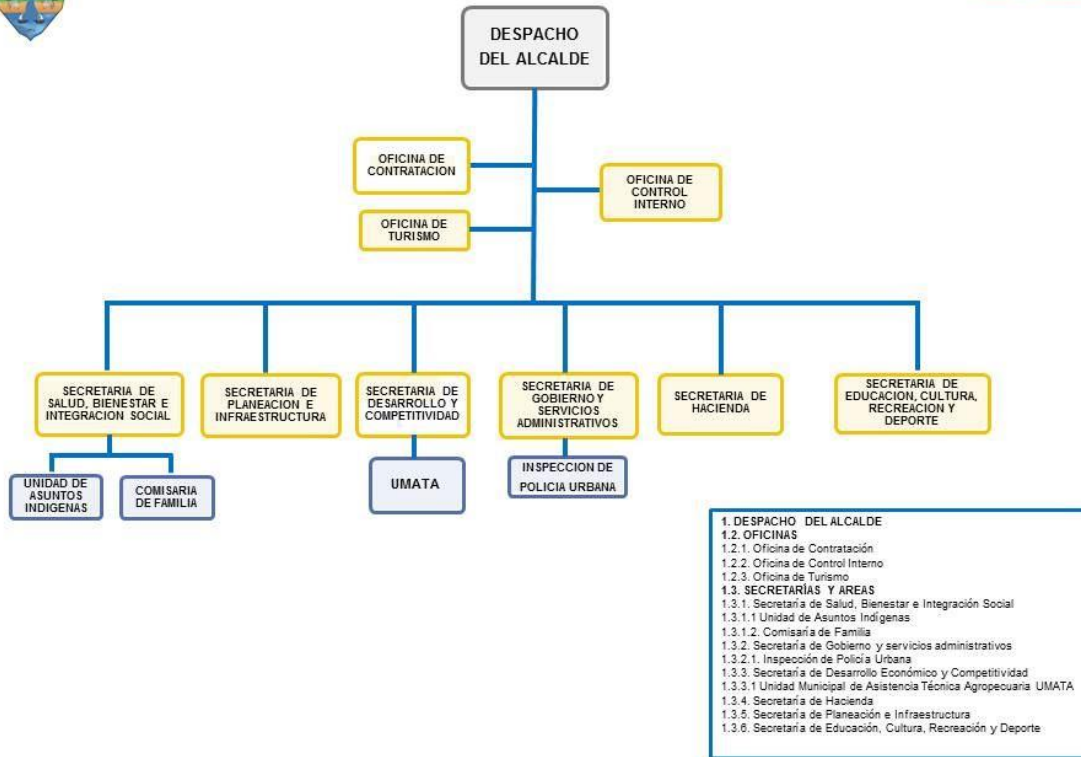 DESPACHO
DEL ALCALDE
OFICINA DE
CONTRATACION
OFICINA DE
CONTROL
INTERNO
OFICINA DE
TURISMO
SECRETARIA DE
SALUD, BIENESTAR E
INTEGRACION SOCIAL
SECRETARIA DE
PLANEACION E
INFRAESTRUCTURA
SECRETARIA DE
DESARROLLO Y
COMPETITIVIDAD
SECRETARIA DE
GOBIERNO Y
SERVICIOS
ADMINISTRATIVOS
SECRETARIA DE
HACIENDA
SECRETARIA DE
EDUCACION, CULTURA,
RECREACION Y
DEPORTE
UNIDAD DE
ASUNTOS
INDIGENAS
COMISARIA
DE FAMILIA
UMATA
INSPECCION DE
POLICIA URBANA
1. DESPACHO DEL ALCALDE
1.2. OFICINAS
1.2.1. Oficina de Contratación
1.2.2. Oficina de Control Interno
1.2.3. Oficina de Turismo
1.3. SECRETARÍAS Y AREAS
1.3.1. Secretaría de Salud, Bienestar e Integración Social
1.3.1.1 Unidad de Asuntos Indígenas
1.3.1.2. Comisaría de Familia
1.3.2. Secretaría de Gobierno y servicios administrativos
1.3.2.1. Inspección de Policía Urbana
1.3.3. Secretaría de Desarrollo Económico y Competitividad
1.3.3.1 Unidad Municipal de Asistencia Técnica Agropecuaria UMATA
1.3.4. Secretaría de Hacienda
1.3.5. Secretaría de Planeación e Infraestructura
1.3.6. Secretaría de Educación, Cultura, Recreación y Deporte